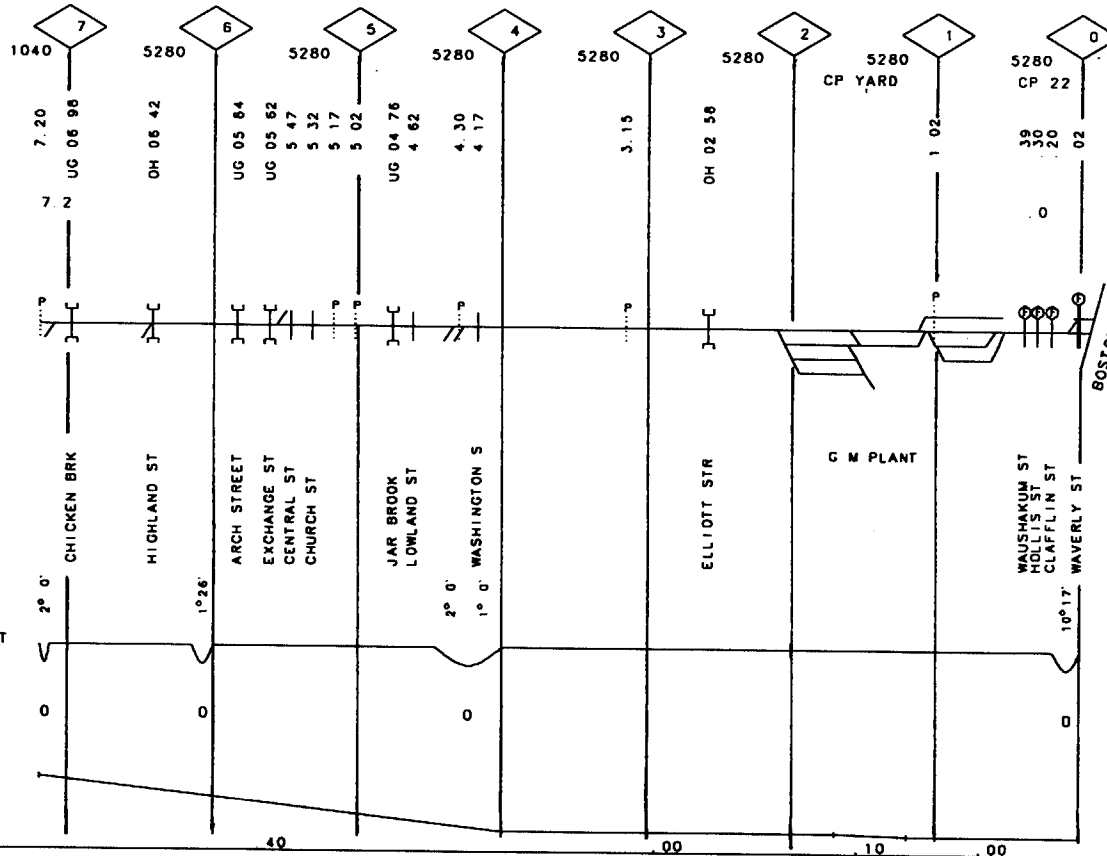 7 6 5 4 3 2 1 0
1040 5280 5280 5280 5280 5280 5280 5280
CP YARD CP 22
7.20
UG 06 98
OH 06 42
UG 05 84
UG 05 62
5 47
5 32
5 17
5 02
UG 04 76
4 62
4.30
4 17
3.15
OH 02 58
1 02
39
30
20
02
7.2
.0
P P P P P P
F F F F
BOSTO
CHICKEN BRK
HIGHLAND ST
ARCH STREET
EXCHANGE ST
CENTRAL ST
CHURCH ST
JAR BROOK
LOWLAND ST
WASHINGTON S
ELLIOTT STR
G M PLANT
WAUSHAKUM ST
HOLLIS ST
CLAFFLIN ST
WAVERLY ST
2° 0'
1°26'
2° 0'
1° 0'
10°17'
T
0 0 0 0
.40 .00 .10 .00